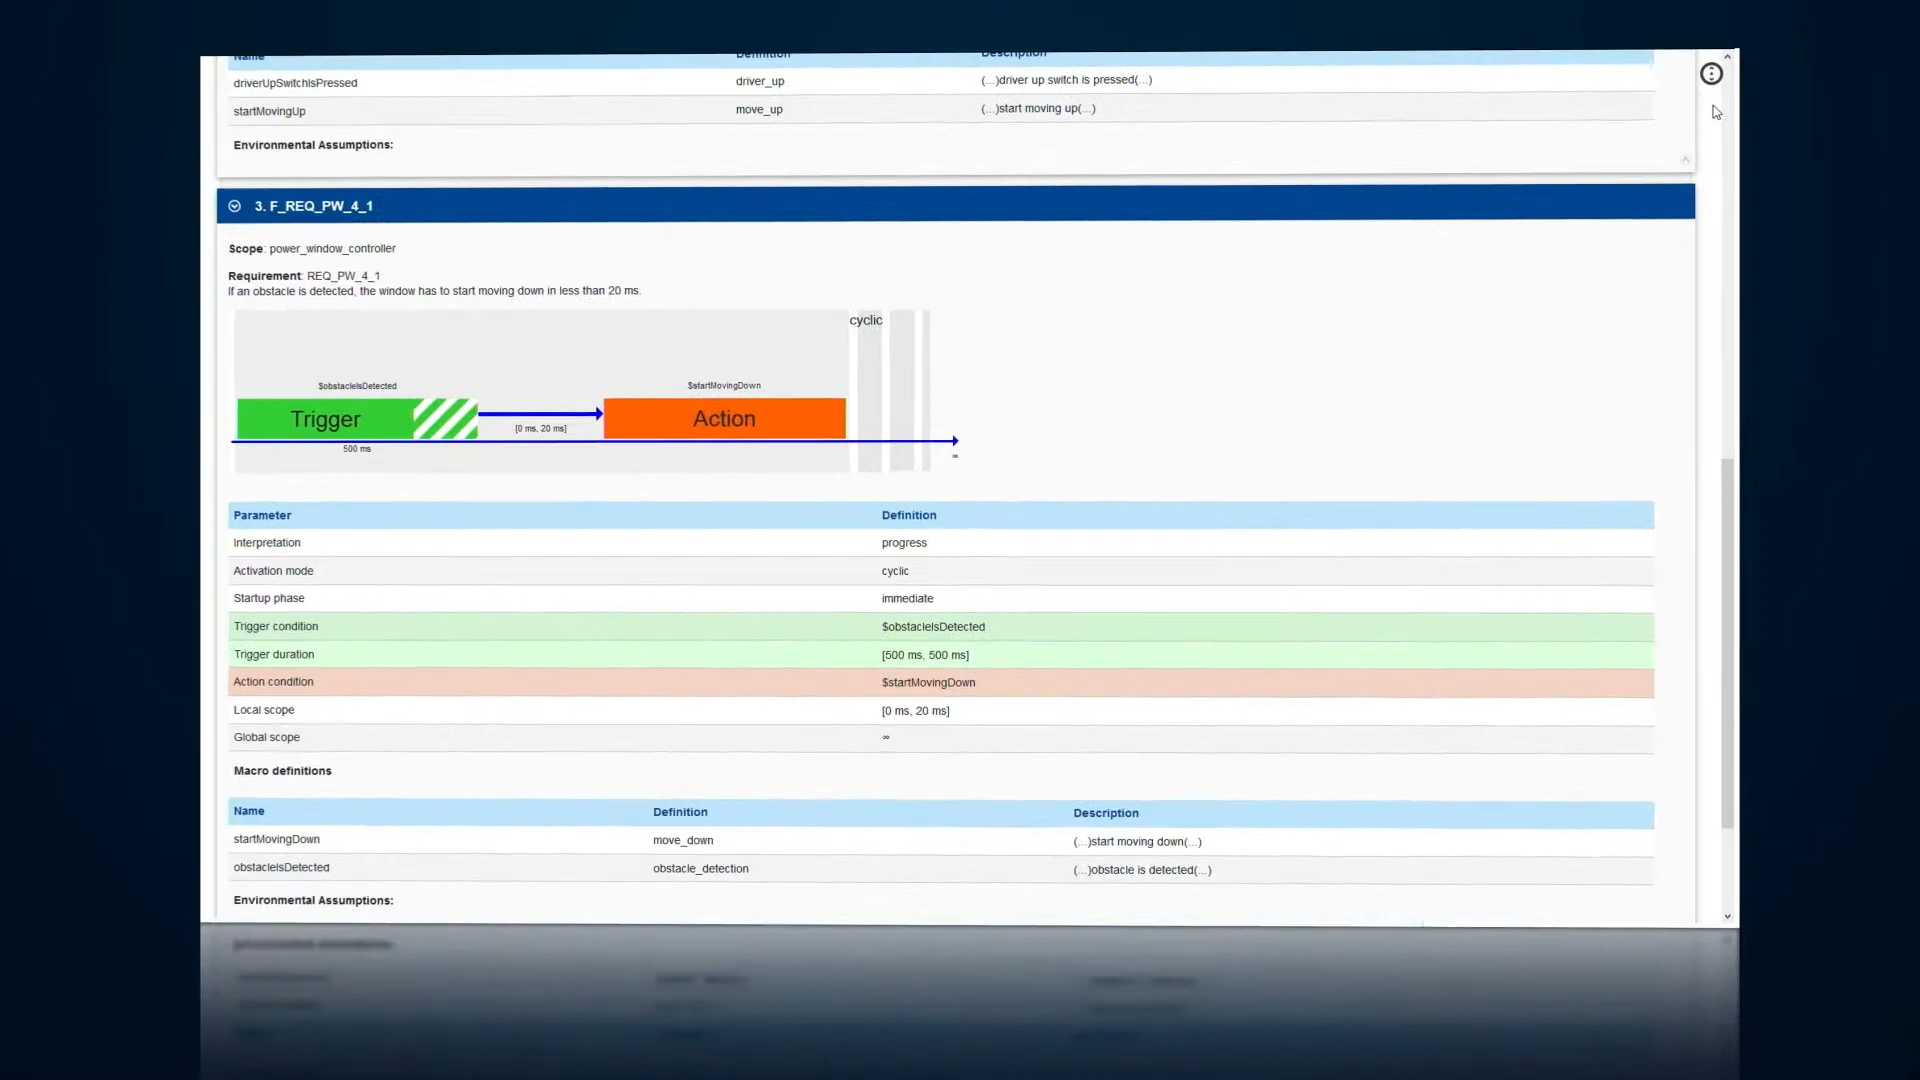 Name Definition Description
driverUpSwitchIsPressed driver_up (...)driver up switch is pressed(...)
startMovingUp move_up (...)start moving up(...)
Environmental Assumptions:
3. F_REQ_PW_4_1
Scope: power_window_controller
Requirement: REQ_PW_4_1
If an obstacle is detected, the window has to start moving down in less than 20 ms.
cyclic
$obstacleIsDetected $startMovingDown
Trigger Action
[0 ms, 20 ms]
500 ms
∞
Parameter Definition
Interpretation progress
Activation mode cyclic
Startup phase immediate
Trigger condition $obstacleIsDetected
Trigger duration [500 ms, 500 ms]
Action condition $startMovingDown
Local scope [0 ms, 20 ms]
Global scope ∞
Macro definitions
Name Definition Description
startMovingDown move_down (...)start moving down(...)
obstacleIsDetected obstacle_detection (...)obstacle is detected(...)
Environmental Assumptions: